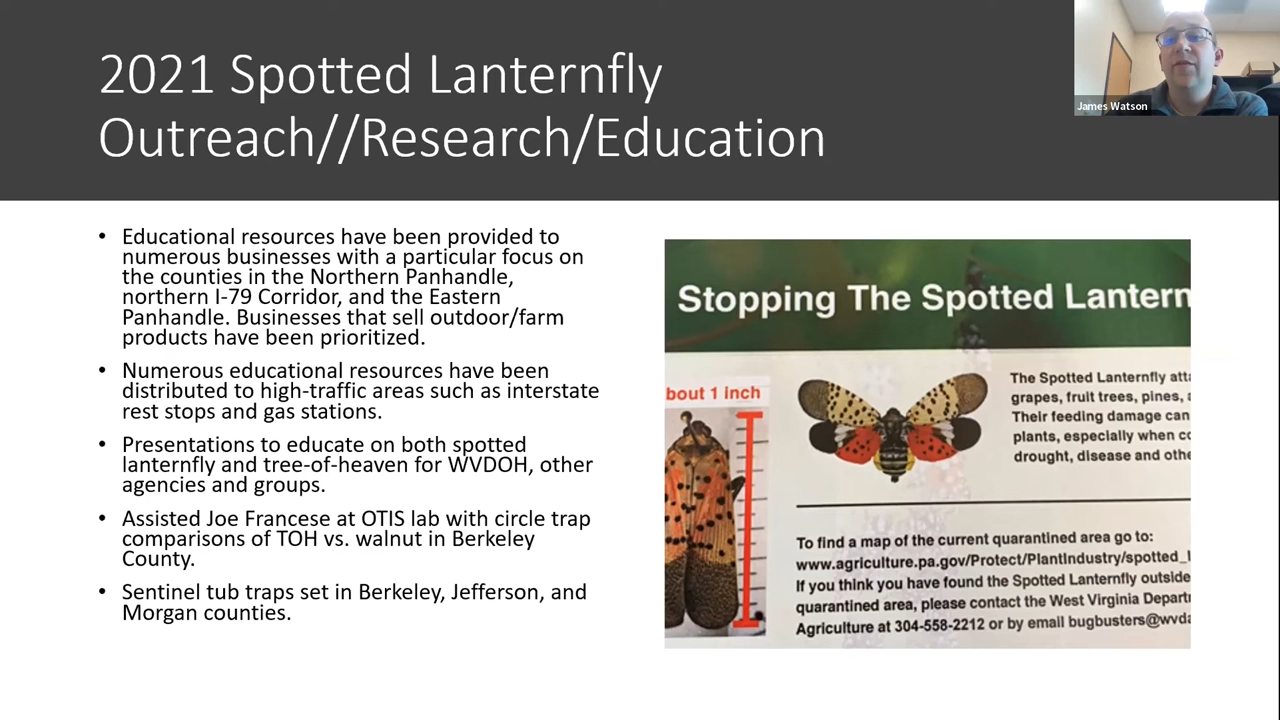 2021 Spotted Lanternfly
Outreach//Research/Education
James Watson
• Educational resources have been provided to
numerous businesses with a particular focus on
the counties in the Northern Panhandle,
northern I-79 Corridor, and the Eastern
Panhandle. Businesses that sell outdoor/farm
products have been prioritized.
• Numerous educational resources have been
distributed to high-traffic areas such as interstate
rest stops and gas stations.
• Presentations to educate on both spotted
lanternfly and tree-of-heaven for WVDOH, other
agencies and groups.
• Assisted Joe Francese at OTIS lab with circle trap
comparisons of TOH vs. walnut in Berkeley
County.
• Sentinel tub traps set in Berkeley, Jefferson, and
Morgan counties.
Stopping The Spotted Lantern
bout 1 inch
The Spotted Lanternfly atta
grapes, fruit trees, pines, a
Their feeding damage can
plants, especially when co
drought, disease and othe
To find a map of the current quarantined area go to:
www.agriculture.pa.gov/Protect/PlantIndustry/spotted_l
If you think you have found the Spotted Lanternfly outside
quarantined area, please contact the West Virginia Departr
Agriculture at 304-558-2212 or by email bugbusters@wvda